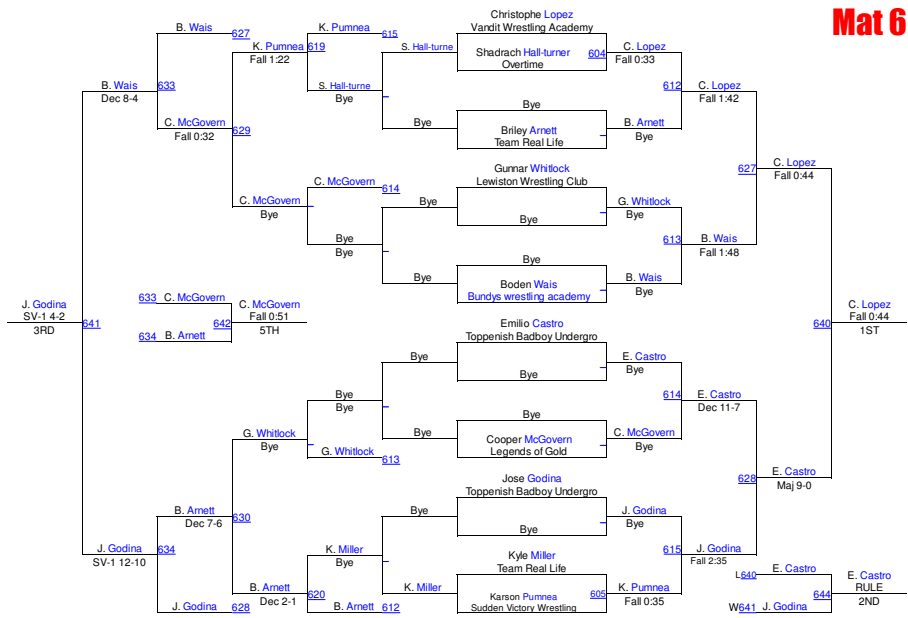 Mat 6
Christophe Lopez
Vandit Wrestling Academy
Shadrach Hall-turner
Overtime
604
Bye
Briley Arnett
Team Real Life
Gunnar Whitlock
Lewiston Wrestling Club
Bye
Bye
Boden Wais
Bundys wrestling academy
Emilio Castro
Toppenish Badboy Undergro
Bye
Bye
Cooper McGovern
Legends of Gold
Jose Godina
Toppenish Badboy Undergro
Bye
Kyle Miller
Team Real Life
Karson Pumnea
Sudden Victory Wrestling
605
C. Lopez
Fall 0:33
612
B. Arnett
Bye
G. Whitlock
Bye
613
B. Wais
Bye
E. Castro
Bye
614
C. McGovern
Bye
J. Godina
Bye
615
K. Pumnea
Fall 0:35
C. Lopez
Fall 1:42
627
B. Wais
Fall 1:48
E. Castro
Dec 11-7
628
J. Godina
Fall 2:35
C. Lopez
Fall 0:44
640
E. Castro
Maj 9-0
C. Lopez
Fall 0:44
1ST
L640
E. Castro
644
W641 J. Godina
E. Castro
RULE
2ND
B. Wais
627
K. Pumnea
615
S. Hall-turne
K. Pumnea 619
Fall 1:22
S. Hall-turne
Bye
Bye
B. Wais
Dec 8-4
633
C. McGovern
Fall 0:32
629
C. McGovern
614
C. McGovern
Bye
Bye
Bye
Bye
Bye
J. Godina
SV-1 4-2
3RD
641
633 C. McGovern
642
634 B. Arnett
C. McGovern
Fall 0:51
5TH
Bye
Bye
Bye
Bye
G. Whitlock
Bye
G. Whitlock
613
B. Arnett
Dec 7-6
630
Bye
K. Miller
Bye
K. Miller
J. Godina
SV-1 12-10
634
B. Arnett
Dec 2-1
620
B. Arnett 612
J. Godina 628